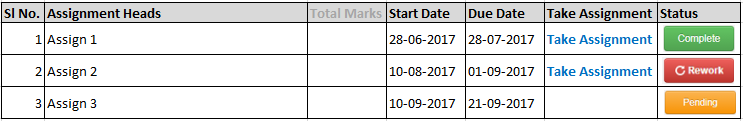 Sl No. Assignment Heads Total Marks Start Date Due Date Take Assignment Status
1 Assign 1 28-06-2017 28-07-2017 Take Assignment Complete
2 Assign 2 10-08-2017 01-09-2017 Take Assignment Rework
3 Assign 3 10-09-2017 21-09-2017 Pending